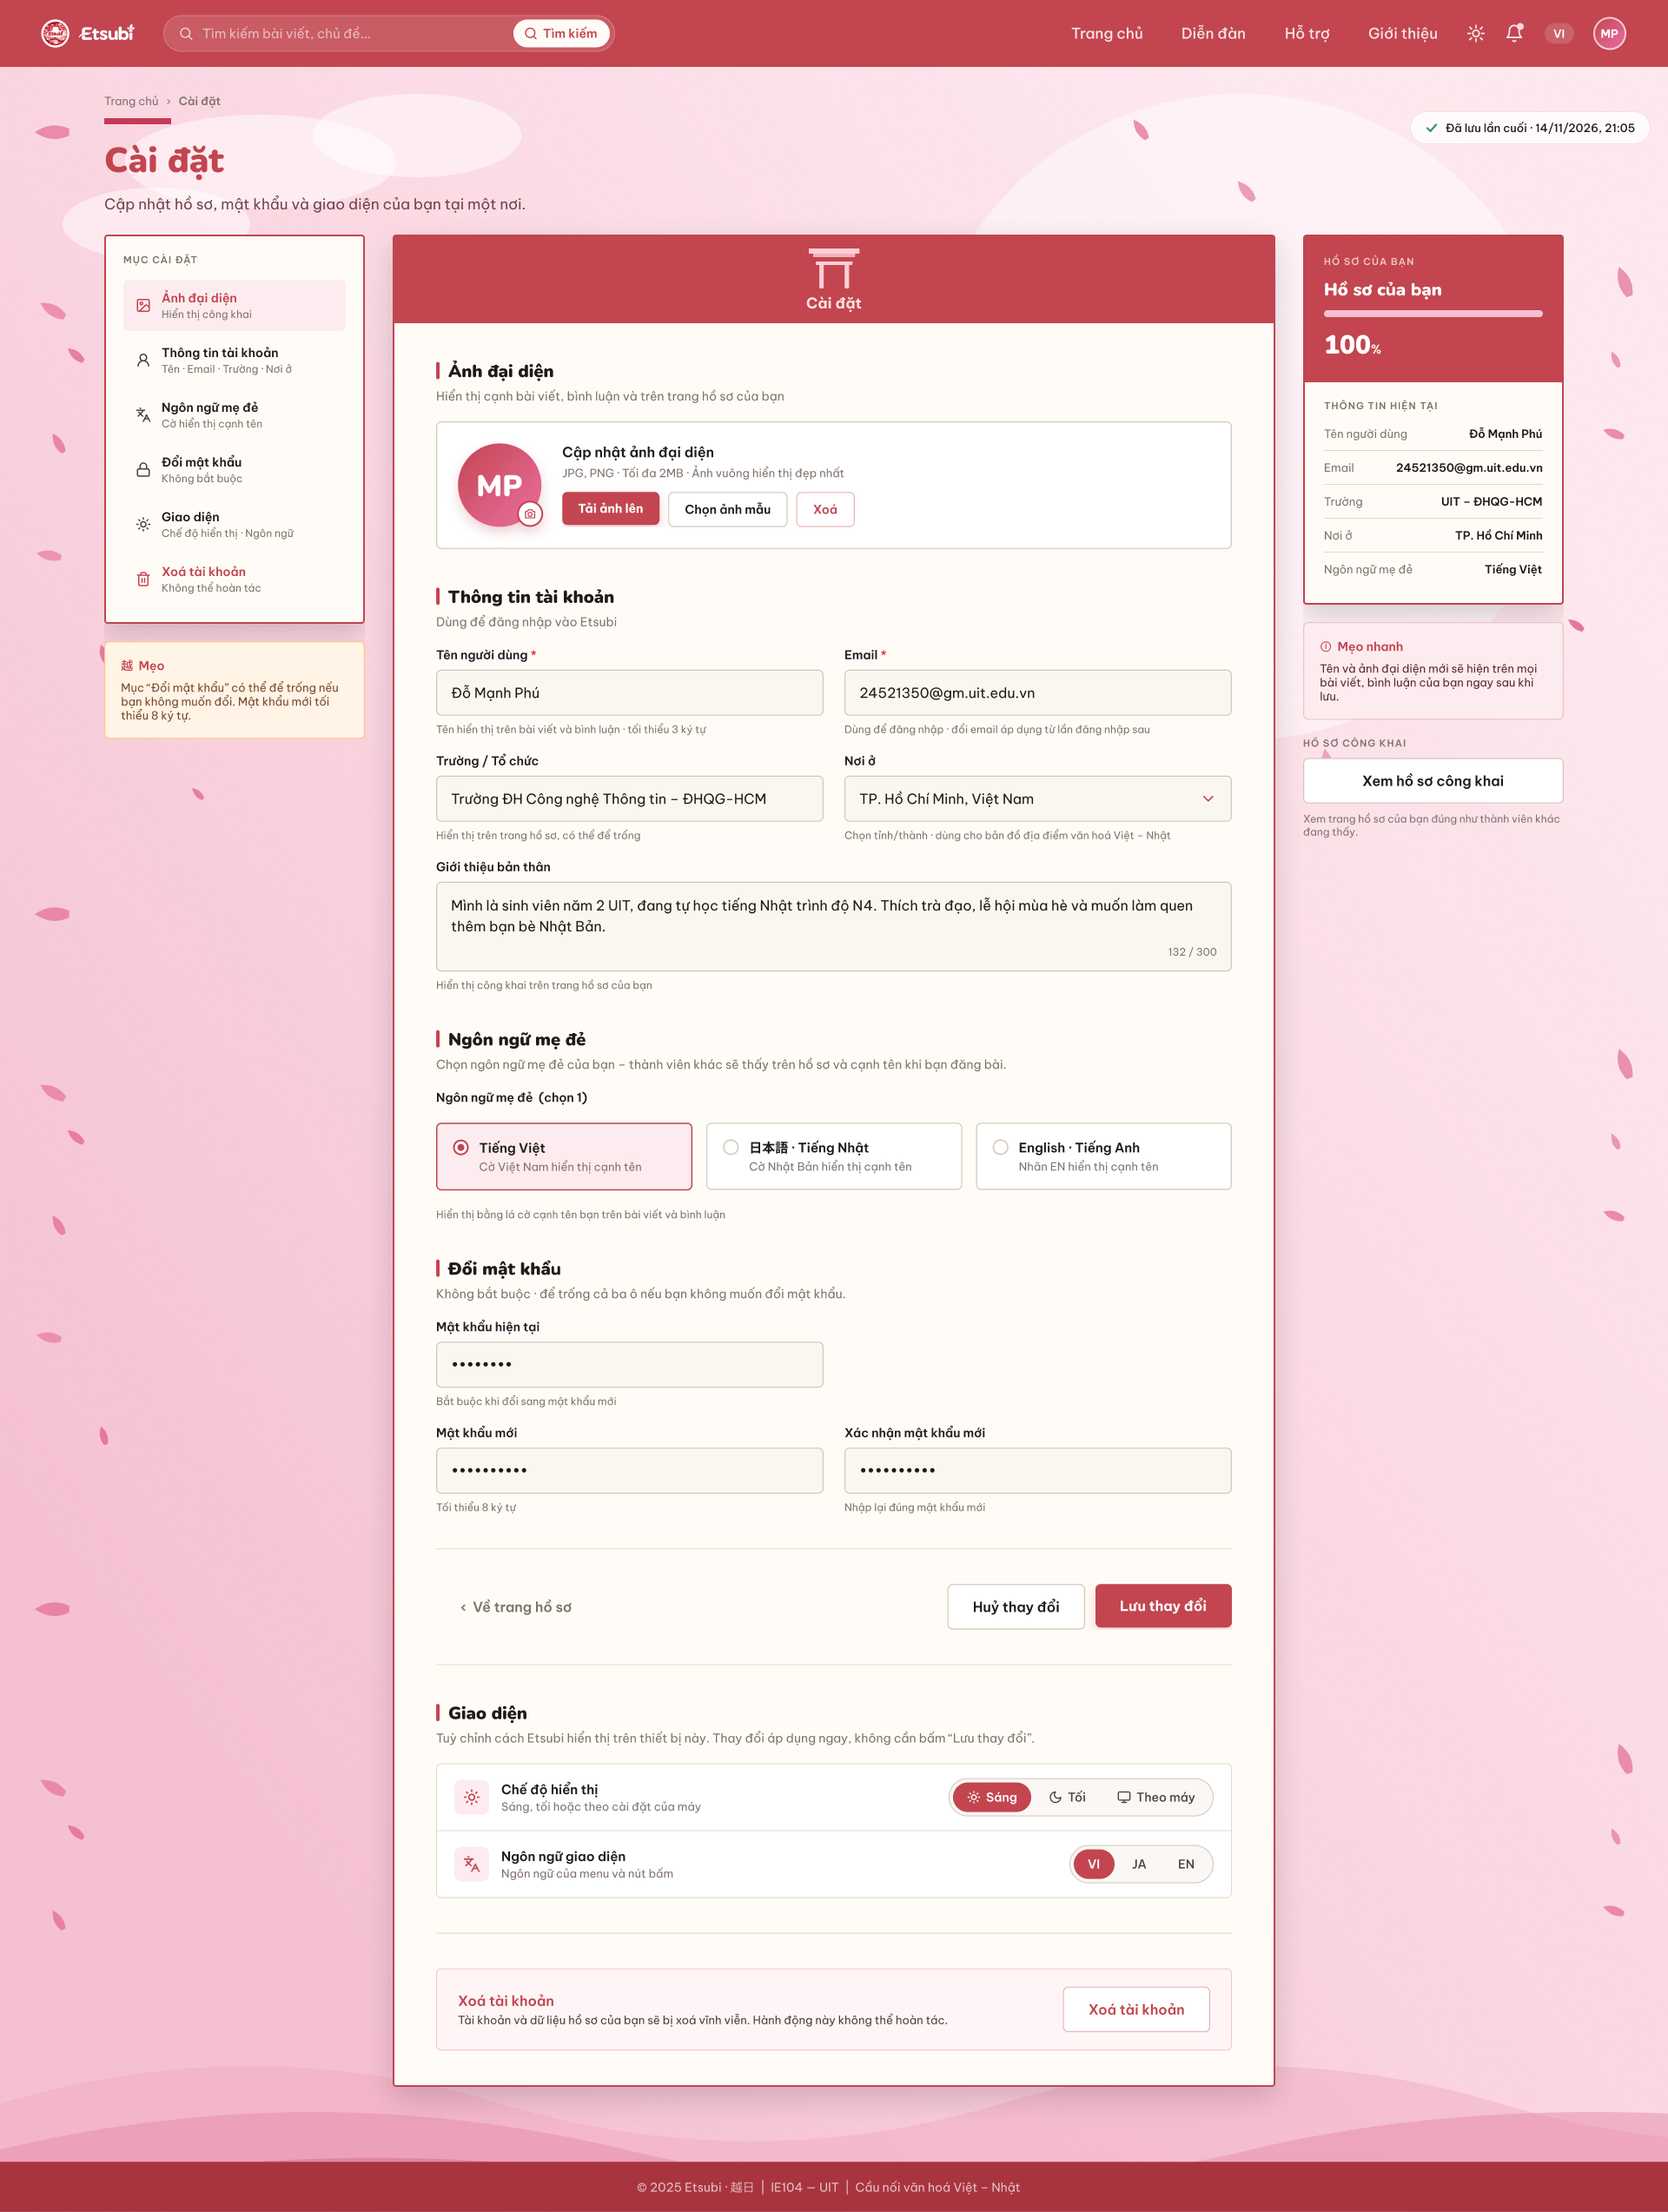 Etsubi
Tìm kiếm bài viết, chủ đề...
Tìm kiếm
Trang chủ
Diễn đàn
Hỗ trợ
Giới thiệu
VI
MP
Trang chủ › Cài đặt
Đã lưu lần cuối · 14/11/2026, 21:05
Cài đặt
Cập nhật hồ sơ, mật khẩu và giao diện của bạn tại một nơi.
MỤC CÀI ĐẶT
Ảnh đại diện
Hiển thị công khai
Thông tin tài khoản
Tên · Email · Trường · Nơi ở
Ngôn ngữ mẹ đẻ
Cờ hiển thị cạnh tên
Đổi mật khẩu
Không bắt buộc
Giao diện
Chế độ hiển thị · Ngôn ngữ
Xoá tài khoản
Không thể hoàn tác
越 Mẹo
Mục “Đổi mật khẩu” có thể để trống nếu
bạn không muốn đổi. Mật khẩu mới tối
thiểu 8 ký tự.
Cài đặt
Ảnh đại diện
Hiển thị cạnh bài viết, bình luận và trên trang hồ sơ của bạn
MP
Cập nhật ảnh đại diện
JPG, PNG · Tối đa 2MB · Ảnh vuông hiển thị đẹp nhất
Tải ảnh lên
Chọn ảnh mẫu
Xoá
Thông tin tài khoản
Dùng để đăng nhập vào Etsubi
Tên người dùng *
Đỗ Mạnh Phú
Tên hiển thị trên bài viết và bình luận · tối thiểu 3 ký tự
Email *
24521350@gm.uit.edu.vn
Dùng để đăng nhập · đổi email áp dụng từ lần đăng nhập sau
Trường / Tổ chức
Trường ĐH Công nghệ Thông tin – ĐHQG-HCM
Hiển thị trên trang hồ sơ, có thể để trống
Nơi ở
TP. Hồ Chí Minh, Việt Nam
Chọn tỉnh/thành · dùng cho bản đồ địa điểm văn hoá Việt – Nhật
Giới thiệu bản thân
Mình là sinh viên năm 2 UIT, đang tự học tiếng Nhật trình độ N4. Thích trà đạo, lễ hội mùa hè và muốn làm quen
thêm bạn bè Nhật Bản.
132 / 300
Hiển thị công khai trên trang hồ sơ của bạn
Ngôn ngữ mẹ đẻ
Chọn ngôn ngữ mẹ đẻ của bạn – thành viên khác sẽ thấy trên hồ sơ và cạnh tên khi bạn đăng bài.
Ngôn ngữ mẹ đẻ (chọn 1)
Tiếng Việt
Cờ Việt Nam hiển thị cạnh tên
日本語 · Tiếng Nhật
Cờ Nhật Bản hiển thị cạnh tên
English · Tiếng Anh
Nhãn EN hiển thị cạnh tên
Hiển thị bằng lá cờ cạnh tên bạn trên bài viết và bình luận
Đổi mật khẩu
Không bắt buộc · để trống cả ba ô nếu bạn không muốn đổi mật khẩu.
Mật khẩu hiện tại
••••••••
Bắt buộc khi đổi sang mật khẩu mới
Mật khẩu mới
••••••••••
Tối thiểu 8 ký tự
Xác nhận mật khẩu mới
••••••••••
Nhập lại đúng mật khẩu mới
‹ Về trang hồ sơ
Huỷ thay đổi
Lưu thay đổi
Giao diện
Tuỳ chỉnh cách Etsubi hiển thị trên thiết bị này. Thay đổi áp dụng ngay, không cần bấm “Lưu thay đổi”.
Chế độ hiển thị
Sáng, tối hoặc theo cài đặt của máy
Sáng
Tối
Theo máy
Ngôn ngữ giao diện
Ngôn ngữ của menu và nút bấm
VI
JA
EN
Xoá tài khoản
Tài khoản và dữ liệu hồ sơ của bạn sẽ bị xoá vĩnh viễn. Hành động này không thể hoàn tác.
Xoá tài khoản
HỒ SƠ CỦA BẠN
Hồ sơ của bạn
100%
THÔNG TIN HIỆN TẠI
Tên người dùng Đỗ Mạnh Phú
Email 24521350@gm.uit.edu.vn
Trường UIT – ĐHQG-HCM
Nơi ở TP. Hồ Chí Minh
Ngôn ngữ mẹ đẻ Tiếng Việt
Mẹo nhanh
Tên và ảnh đại diện mới sẽ hiện trên mọi
bài viết, bình luận của bạn ngay sau khi
lưu.
HỒ SƠ CÔNG KHAI
Xem hồ sơ công khai
Xem trang hồ sơ của bạn đúng như thành viên khác
đang thấy.
© 2025 Etsubi · 越日 | IE104 — UIT | Cầu nối văn hoá Việt – Nhật